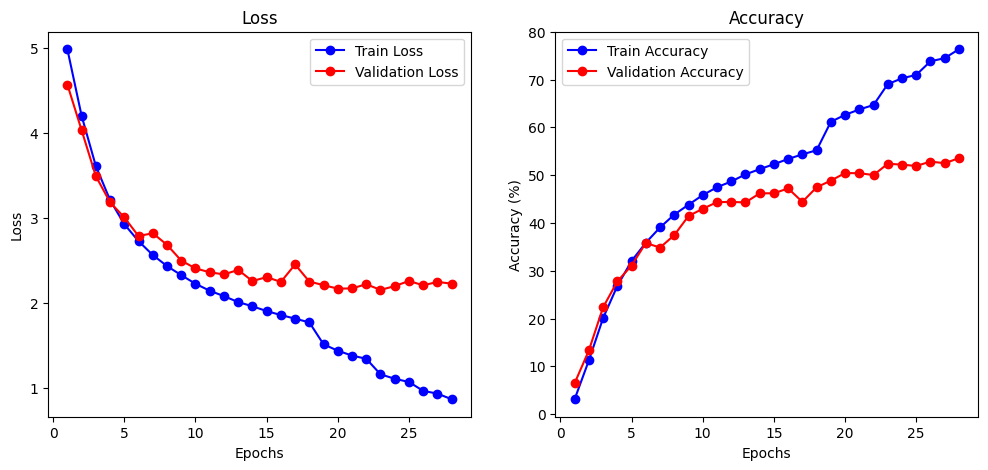 Loss
5
4
3
2
1
Loss
0
5
10
15
20
25
Epochs
Train Loss
Validation Loss
Accuracy
80
70
60
50
40
30
20
10
0
Accuracy (%)
0
5
10
15
20
25
Epochs
Train Accuracy
Validation Accuracy